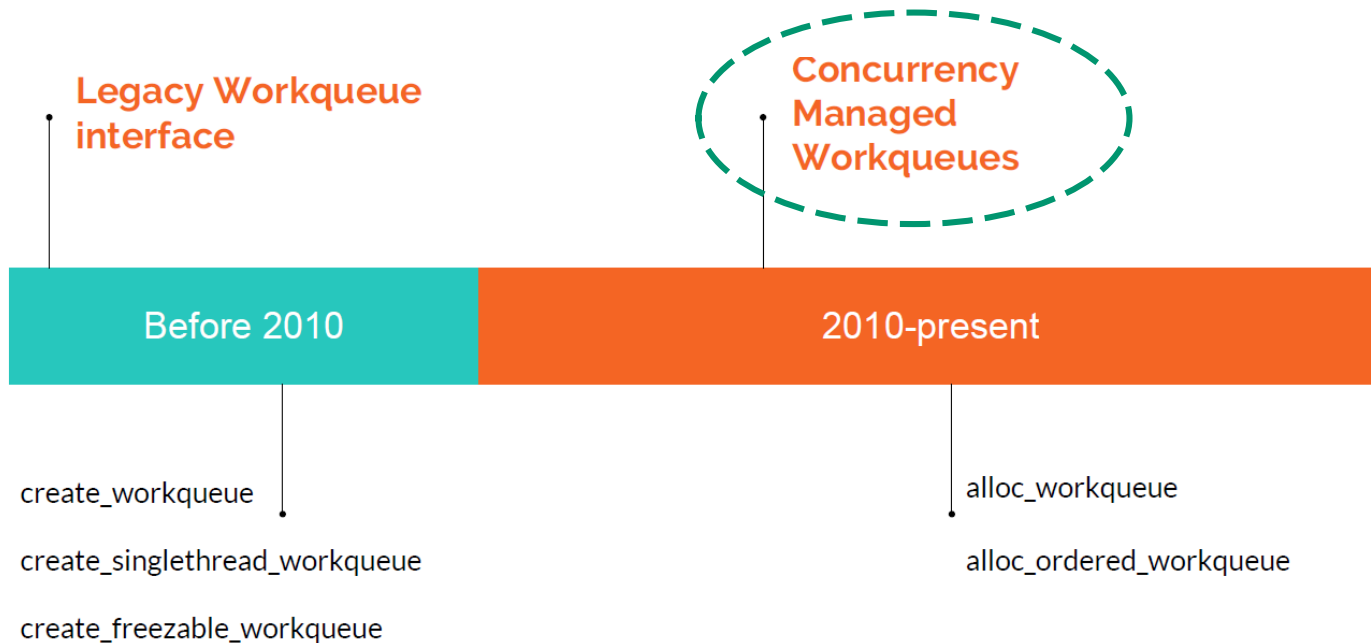 Legacy Workqueue
interface
Concurrency
Managed
Workqueues
Before 2010
2010-present
create_workqueue
create_singlethread_workqueue
create_freezable_workqueue
alloc_workqueue
alloc_ordered_workqueue